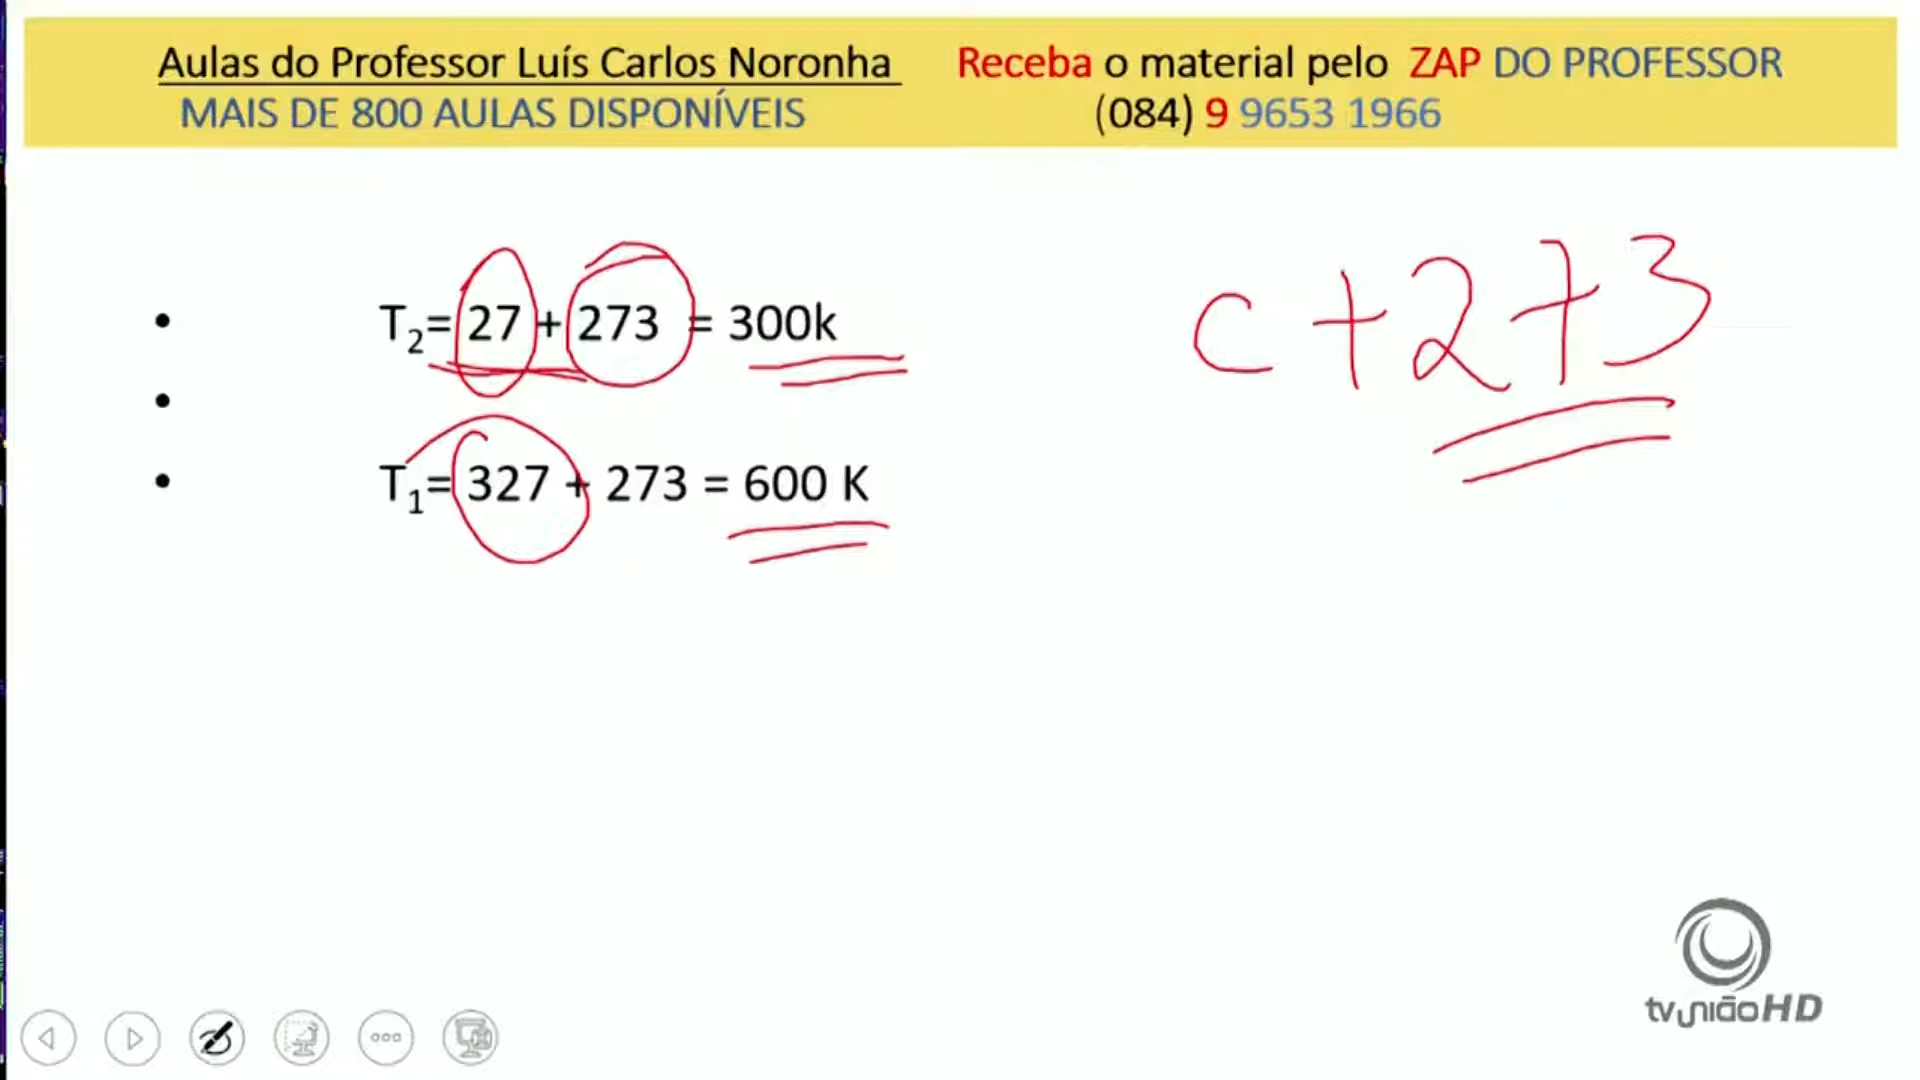 Aulas do Professor Luís Carlos Noronha Receba o material pelo ZAP DO PROFESSOR
MAIS DE 800 AULAS DISPONÍVEIS (084) 9 9653 1966
• T₂= 27 + 273 = 300k
c + 273
•
• T₁= 327 + 273 = 600 K
tvuniãoHD